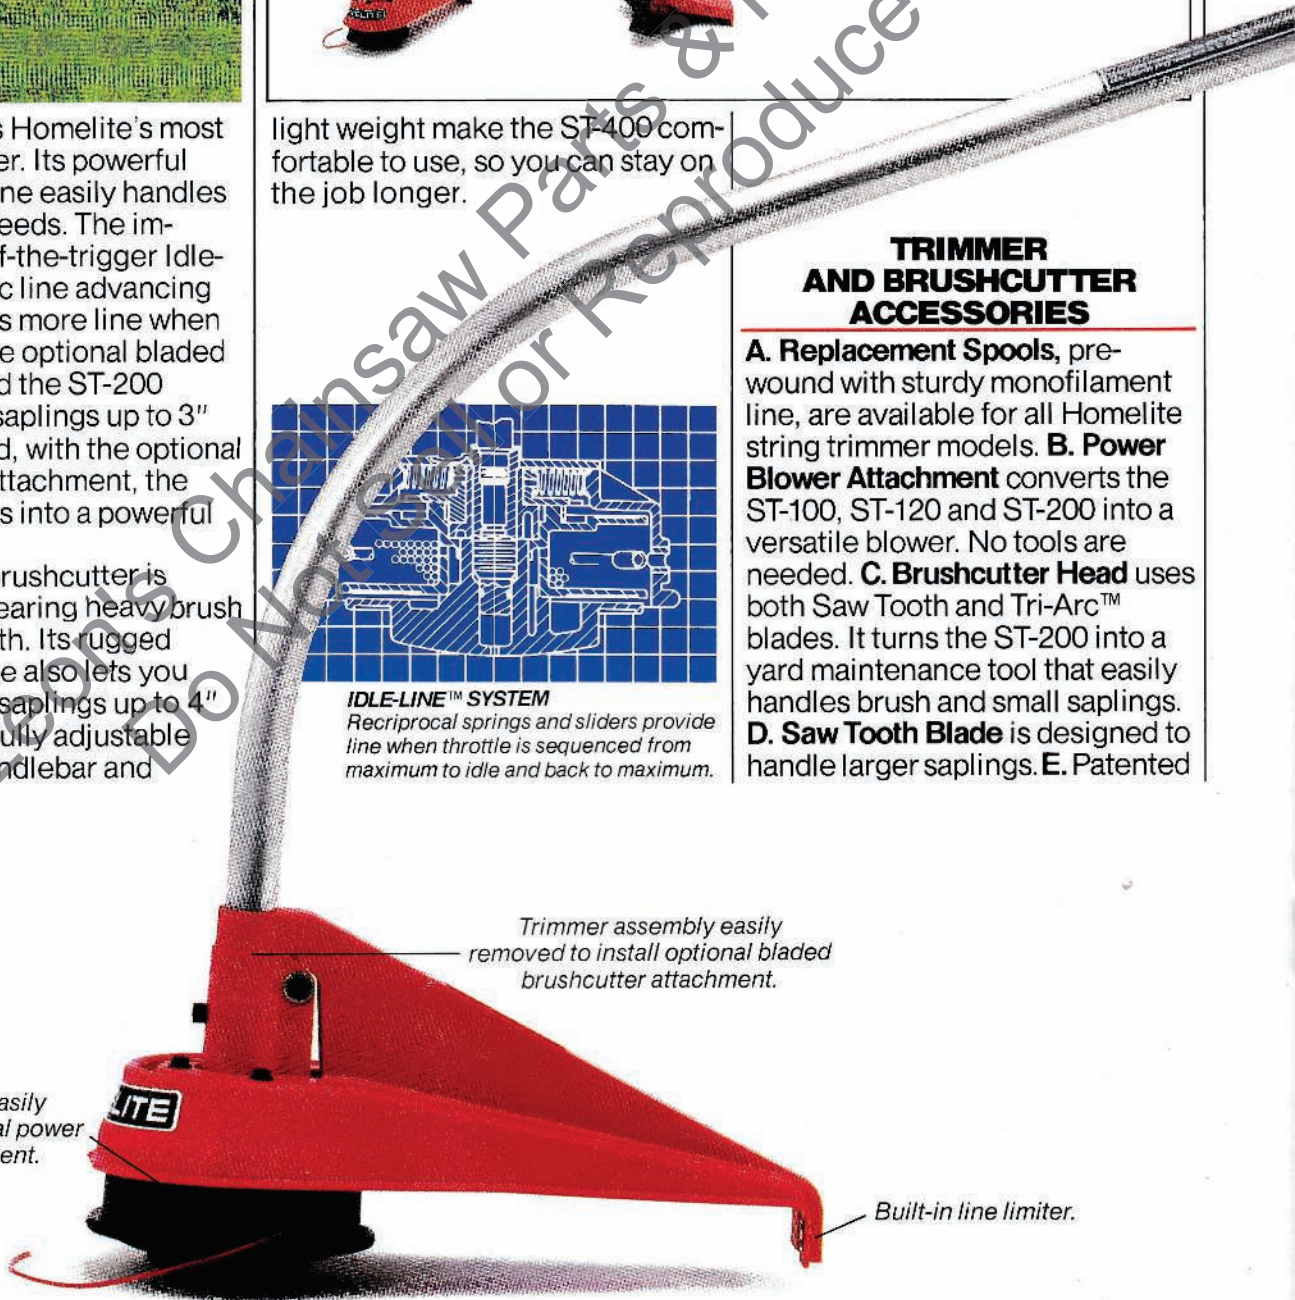 s Homelite's most
er. Its powerful
ne easily handles
eeds. The im-
f-the-trigger Idle-
c line advancing
s more line when
e optional bladed
d the ST-200
saplings up to 3"
d, with the optional
ttachment, the
s into a powerful
rushcutter is
earing heavy brush
th. Its rugged
e also lets you
saplings up to 4"
ully adjustable
ndlebar and
light weight make the ST-400 com-
fortable to use, so you can stay on
the job longer.
IDLE-LINE™ SYSTEM
Recriprocal springs and sliders provide
line when throttle is sequenced from
maximum to idle and back to maximum.
TRIMMER
AND BRUSHCUTTER
ACCESSORIES
A. Replacement Spools, pre-
wound with sturdy monofilament
line, are available for all Homelite
string trimmer models. B. Power
Blower Attachment converts the
ST-100, ST-120 and ST-200 into a
versatile blower. No tools are
needed. C. Brushcutter Head uses
both Saw Tooth and Tri-Arc™
blades. It turns the ST-200 into a
yard maintenance tool that easily
handles brush and small saplings.
D. Saw Tooth Blade is designed to
handle larger saplings. E. Patented
Trimmer assembly easily
removed to install optional bladed
brushcutter attachment.
asily
al power
ent.
LITE
Built-in line limiter.
Leon's Chainsaw Parts &
Do Not Sell or Reproduce